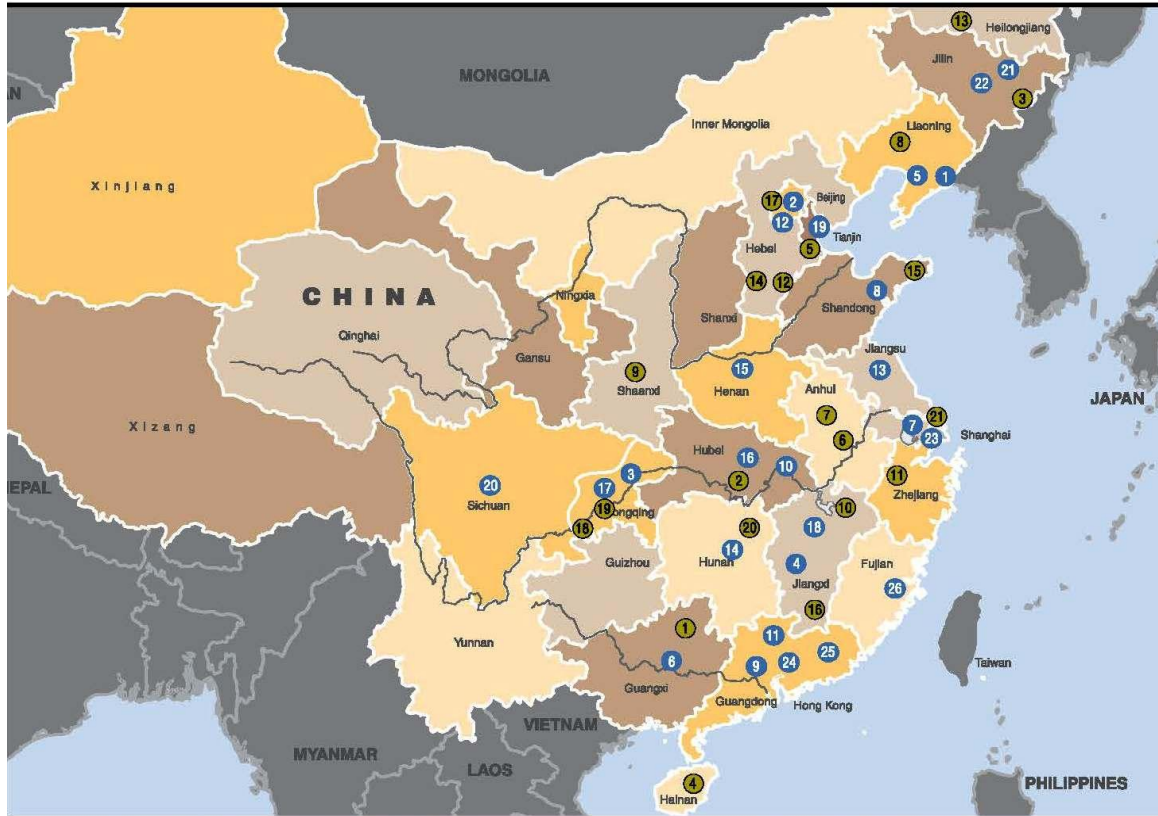 13
Heilongjiang
Jilin
21
22
3
MONGOLIA
AN
Inner Mongolia
Liaoning
8
5
1
Xinjiang
17
2
Beijing
12
19
Tianjin
Hebei
5
14
12
15
8
Shandong
CHINA
Ningxia
Shanxi
Qinghai
Gansu
Jiangsu
13
9
Shaanxi
15
Henan
Anhui
7
JAPAN
21
7
23
Shanghai
6
Xizang
Hubei
16
10
2
11
Zhejiang
EPAL
20
Sichuan
3
17
19
ongqing
18
10
18
20
14
Hunan
Guizhou
4
Jiangxi
Fujian
26
16
1
11
Yunnan
6
9
24
25
Taiwan
Guangxi
Guangdong
Hong Kong
VIETNAM
MYANMAR
LAOS
4
Hainan
PHILIPPINES